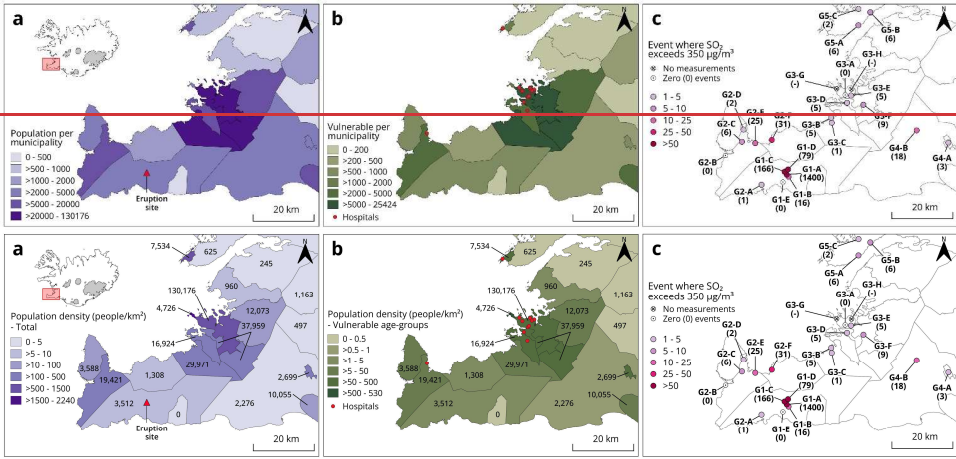 a
N
Population per
municipality
0 - 500
>500 - 1000
>1000 - 2000
>2000 - 5000
>5000 - 20000
>20000 - 130176
Eruption
site
20 km
b
N
Vulnerable per
municipality
0 - 200
>200 - 500
>500 - 1000
>1000 - 2000
>2000 - 5000
>5000 - 25424
Hospitals
20 km
c
N
Event where SO₂
exceeds 350 µg/m³
No measurements
Zero (0) events
1 - 5
5 - 10
10 - 25
25 - 50
>50
G5-C
(2)
G5-A
(6)
G5-B
(6)
G3-A
(0)
G3-H
(-)
G3-G
(-)
G3-E
(5)
G3-D
(5)
G3-F
(9)
G3-B
(5)
G3-C
(1)
G2-D
(2)
G2-E
(25)
G2-F
(31)
G2-C
(6)
G2-B
(0)
G2-A
(1)
G1-D
(79)
G1-C
(166)
G1-A
(1400)
G1-B
(16)
G1-E
(0)
G4-B
(18)
G4-A
(3)
20 km
a
N
Population density (people/km²)
- Total
0 - 5
>5 - 10
>10 - 100
>100 - 500
>500 - 1500
>1500 - 2240
7,534
625
245
960
1,163
130,176
4,726
12,073
37,959
497
16,924
29,971
3,588
19,421
1,308
2,699
10,055
3,512
0
2,276
Eruption
site
20 km
b
N
Population density (people/km²)
- Vulnerable age-groups
0 - 0.5
>0.5 - 1
>1 - 5
>5 - 50
>50 - 500
>500 - 530
Hospitals
7,534
625
245
960
1,163
130,176
4,726
12,073
37,959
497
16,924
29,971
3,588
19,421
1,308
2,699
10,055
3,512
0
2,276
20 km
c
N
Event where SO₂
exceeds 350 µg/m³
No measurements
Zero (0) events
1 - 5
5 - 10
10 - 25
25 - 50
>50
G5-C
(2)
G5-A
(6)
G5-B
(6)
G3-A
(0)
G3-H
(-)
G3-G
(-)
G3-E
(5)
G3-D
(5)
G3-F
(9)
G3-B
(5)
G3-C
(1)
G2-D
(2)
G2-E
(25)
G2-F
(31)
G2-C
(6)
G2-B
(0)
G2-A
(1)
G1-D
(79)
G1-C
(166)
G1-A
(1400)
G1-B
(16)
G1-E
(0)
G4-B
(18)
G4-A
(3)
20 km